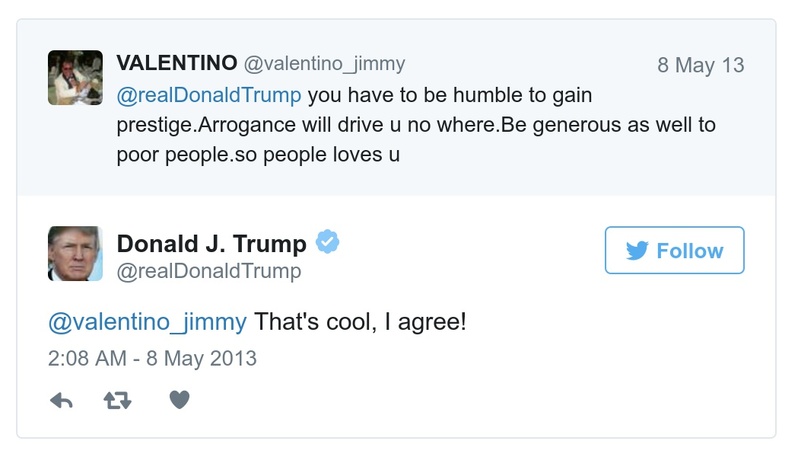 VALENTINO @valentino_jimmy 8 May 13
@realDonaldTrump you have to be humble to gain
prestige.Arrogance will drive u no where.Be generous as well to
poor people.so people loves u
Donald J. Trump
@realDonaldTrump
Follow
@valentino_jimmy That's cool, I agree!
2:08 AM - 8 May 2013